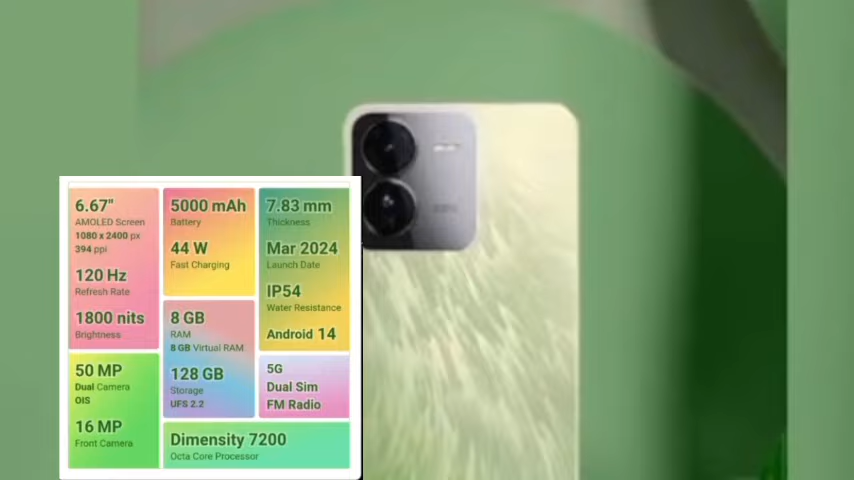 6.67"
AMOLED Screen
1080 x 2400 px
394 ppi
120 Hz
Refresh Rate
1800 nits
Brightness
50 MP
Dual Camera
OIS
16 MP
Front Camera
5000 mAh
Battery
44 W
Fast Charging
8 GB
RAM
8 GB Virtual RAM
128 GB
Storage
UFS 2.2
7.83 mm
Thickness
Mar 2024
Launch Date
IP54
Water Resistance
Android 14
5G
Dual Sim
FM Radio
Dimensity 7200
Octa Core Processor